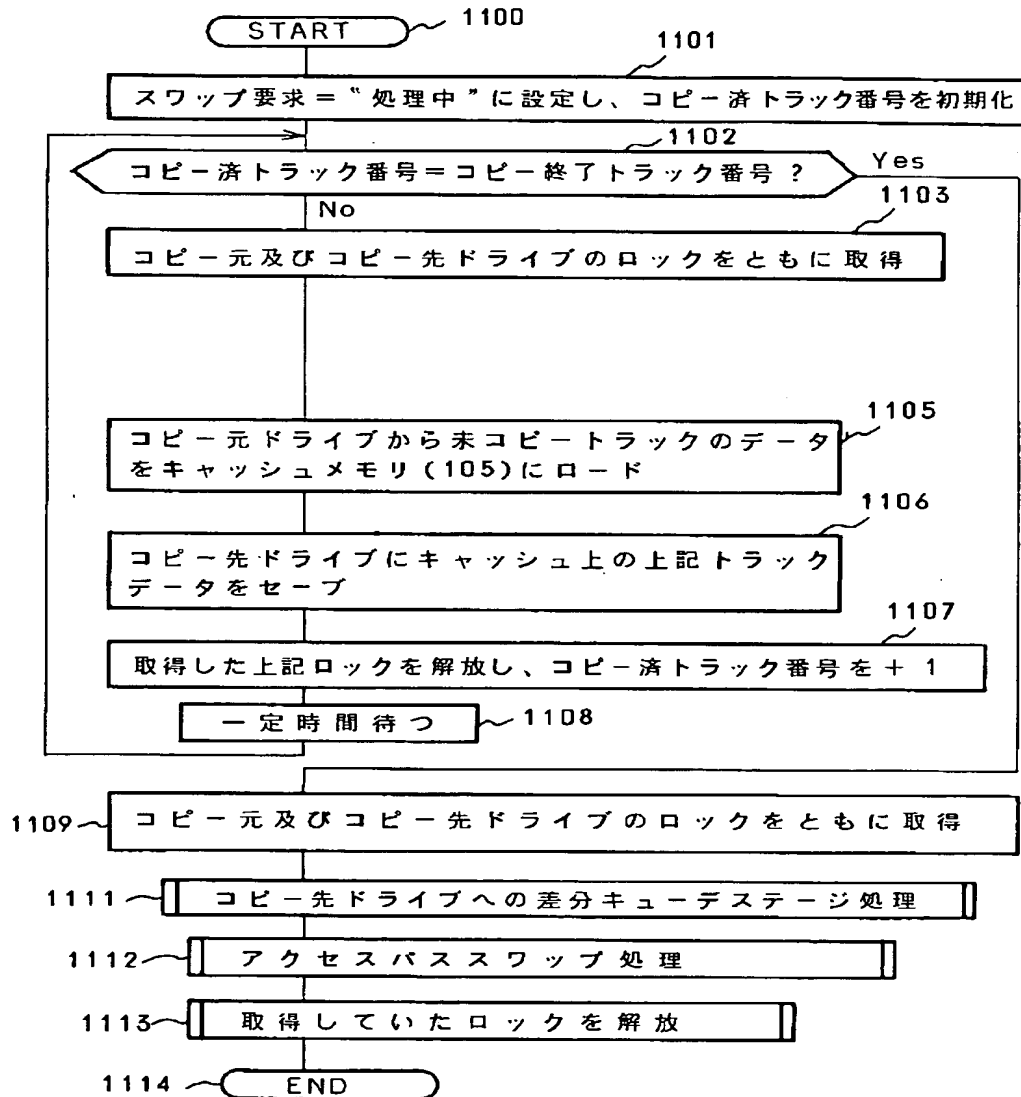 START
1100
1101
スワップ要求＝“処理中”に設定し、コピー済トラック番号を初期化
1102
コピー済トラック番号＝コピー終了トラック番号？
Yes
No
1103
コピー元及びコピー先ドライブのロックをともに取得
1105
コピー元ドライブから未コピートラックのデータ
をキャッシュメモリ(105)にロード
1106
コピー先ドライブにキャッシュ上の上記トラック
データをセーブ
1107
取得した上記ロックを解放し、コピー済トラック番号を＋1
一定時間待つ
1108
1109
コピー元及びコピー先ドライブのロックをともに取得
1111
コピー先ドライブへの差分キューデステージ処理
1112
アクセスパススワップ処理
1113
取得していたロックを解放
1114
END